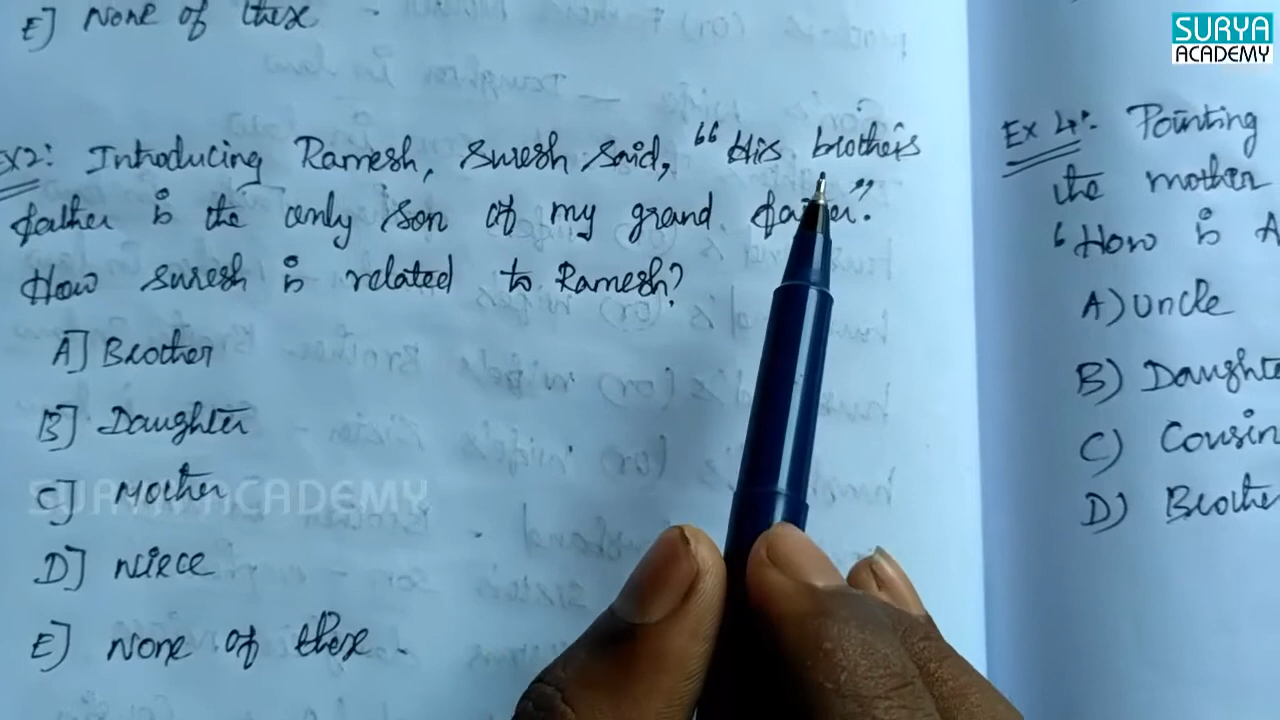 E] None of these
SURYA
ACADEMY
Ex2: Introducing Ramesh, Suresh said, "His brother's
father is the only son of my grand father".
How Suresh is related to Ramesh?
A] Brother
B] Daughter
C] Mother
D] Niece
E] None of these.
SURYA ACADEMY
Ex 4: Pointing
the mother
"How is A
A) Uncle
B) Daughte
C) Cousin
D) Brothe